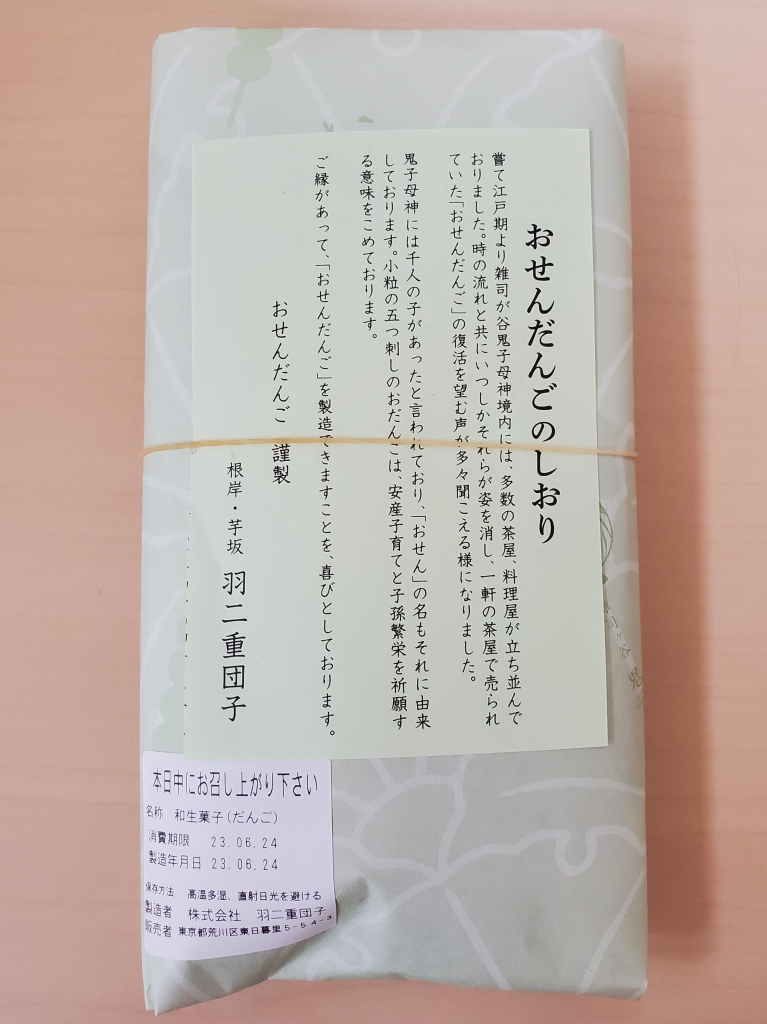 おせんだんごのしおり
嘗て江戸期より雑司が谷鬼子母神境内には、多数の茶屋、料理屋が立ち並んで
おりました。時の流れと共にいつしかそれらが姿を消し、一軒の茶屋で売られ
ていた「おせんだんご」の復活を望む声が多々聞こえる様になりました。
鬼子母神には千人の子があったと言われており、「おせん」の名もそれに由来
しております。小粒の五つ刺しのおだんごは、安産子育てと子孫繁栄を祈願す
る意味をこめております。
ご縁があって、「おせんだんご」を製造できますことを、喜びとしております。
おせんだんご 謹製
根岸・芋坂 羽二重団子
本日中にお召し上がり下さい
名称 和生菓子(だんご)
消費期限 23.06.24
製造年月日 23.06.24
保存方法 高温多湿、直射日光を避ける
製造者 株式会社 羽二重団子
販売者 東京都荒川区東日暮里5-54-3